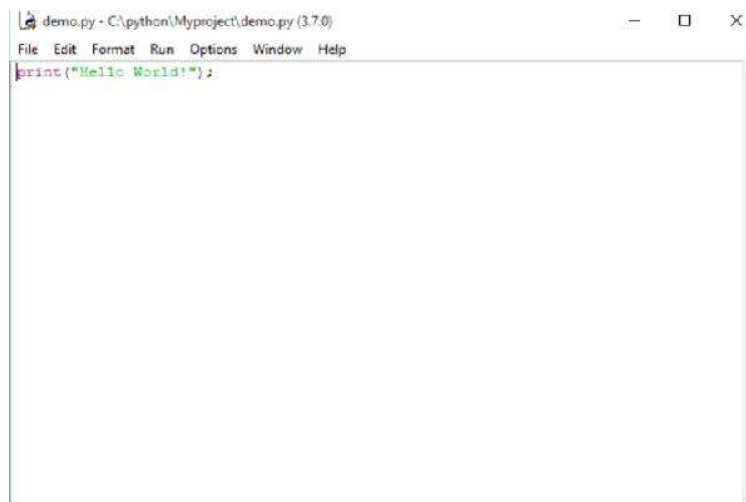 demo.py - C:\python\Myproject\demo.py (3.7.0)
File Edit Format Run Options Window Help
print("Hello World!");